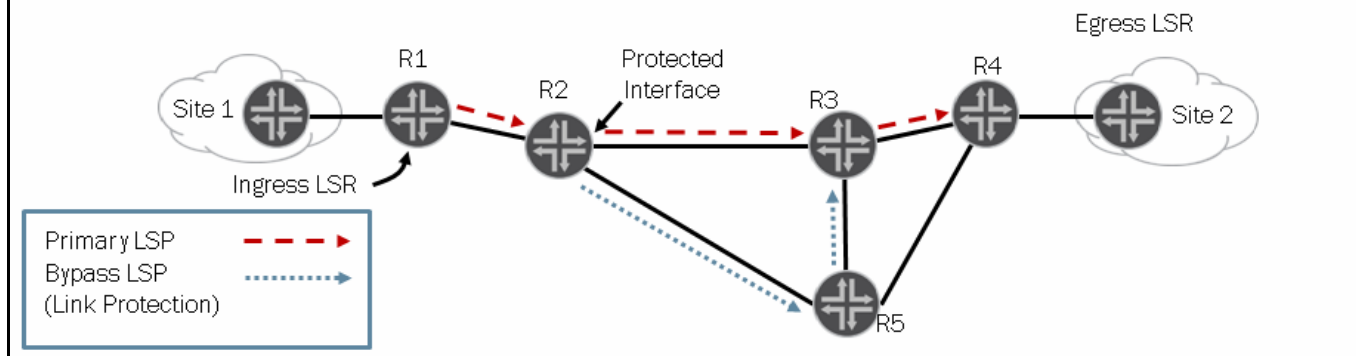 Egress LSR
R1
Protected
Interface
R2
R3
R4
Site 1
Site 2
Ingress LSR
Primary LSP
Bypass LSP
(Link Protection)
R5